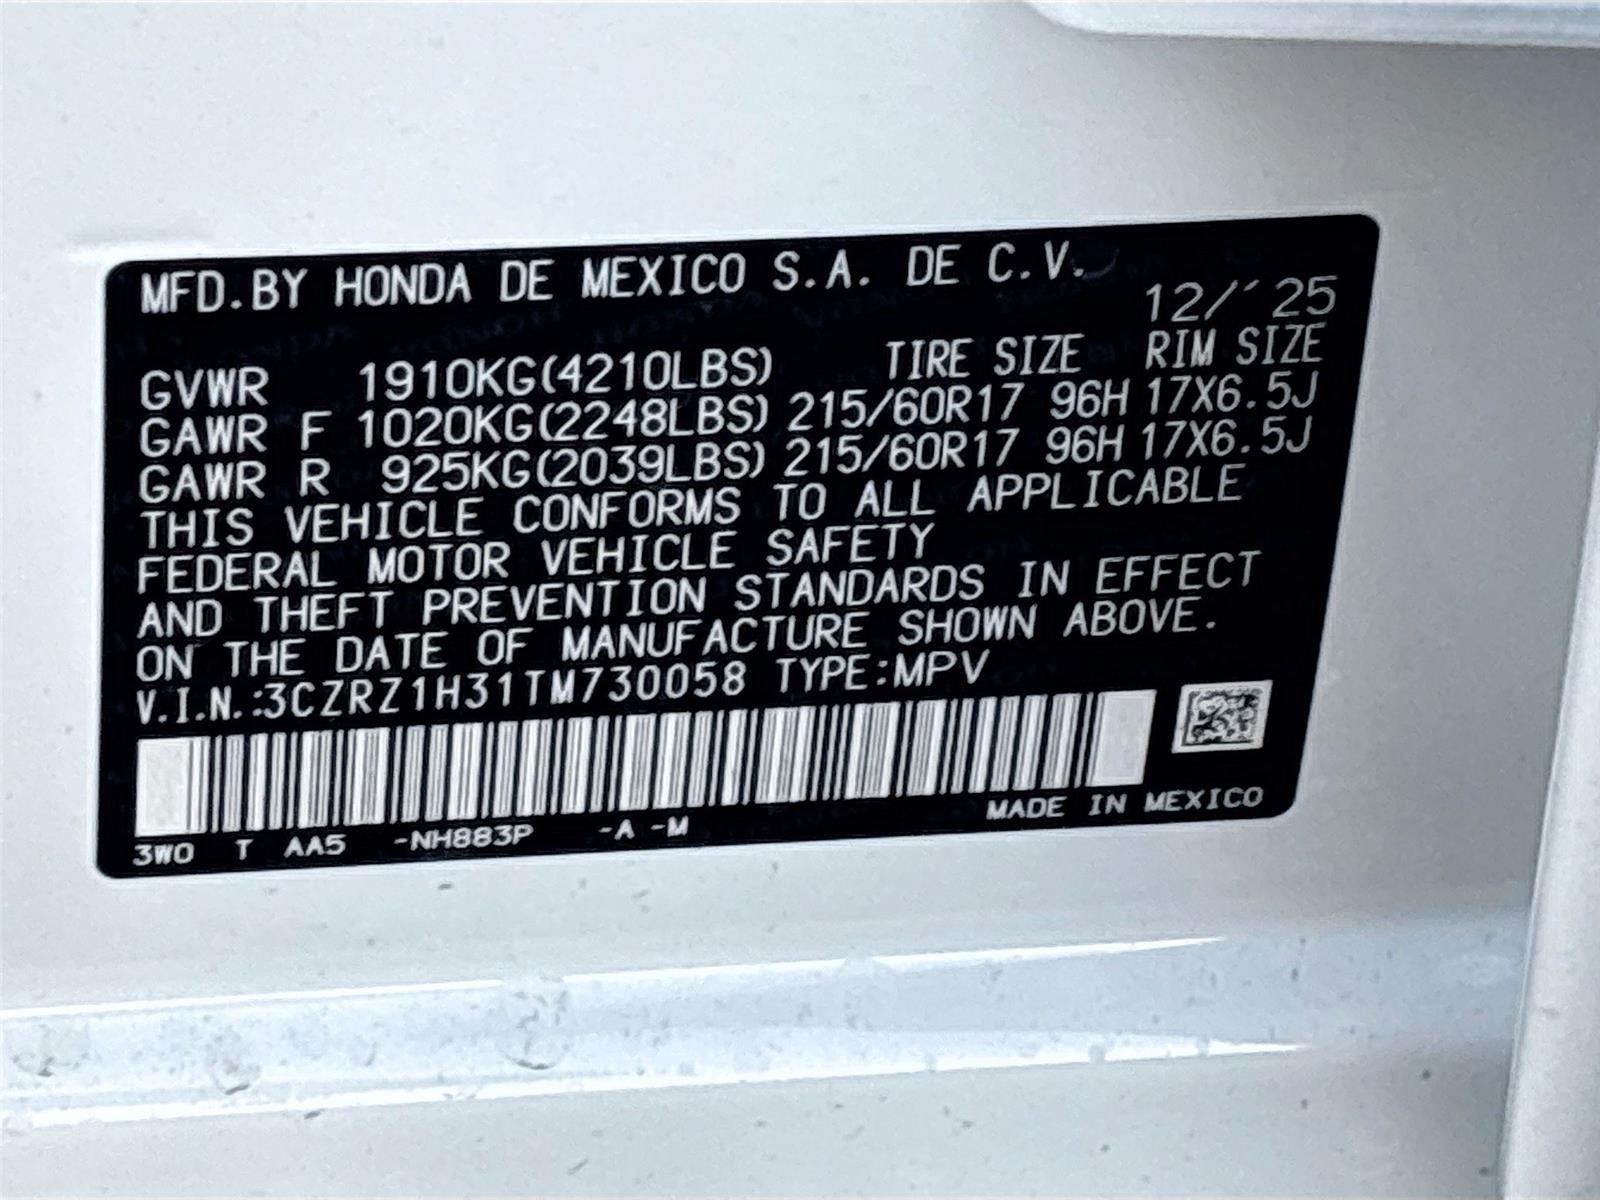 MFD.BY HONDA DE MEXICO S.A. DE C.V.
12/´25
TIRE SIZE RIM SIZE
GVWR 1910KG(4210LBS)
GAWR F 1020KG(2248LBS) 215/60R17 96H 17X6.5J
GAWR R 925KG(2039LBS) 215/60R17 96H 17X6.5J
THIS VEHICLE CONFORMS TO ALL APPLICABLE
FEDERAL MOTOR VEHICLE SAFETY
AND THEFT PREVENTION STANDARDS IN EFFECT
ON THE DATE OF MANUFACTURE SHOWN ABOVE.
V.I.N.:3CZRZ1H31TM730058 TYPE:MPV
MADE IN MEXICO
3W0 T AA5 -NH883P -A -M